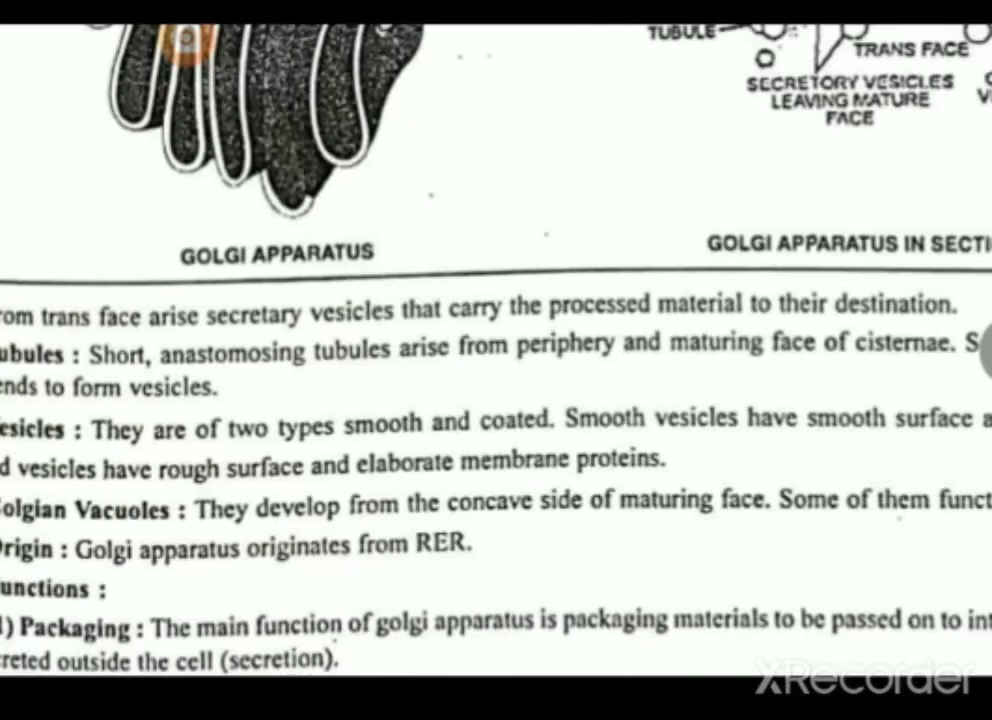 TUBULE
TRANS FACE
SECRETORY VESICLES
LEAVING MATURE
FACE
GOLGI APPARATUS
GOLGI APPARATUS IN SECTI
rom trans face arise secretary vesicles that carry the processed material to their destination.
ubules : Short, anastomosing tubules arise from periphery and maturing face of cisternae. S
ends to form vesicles.
esicles : They are of two types smooth and coated. Smooth vesicles have smooth surface a
d vesicles have rough surface and elaborate membrane proteins.
olgian Vacuoles : They develop from the concave side of maturing face. Some of them funct
rigin : Golgi apparatus originates from RER.
unctions :
) Packaging : The main function of golgi apparatus is packaging materials to be passed on to int
creted outside the cell (secretion).
XRecorder